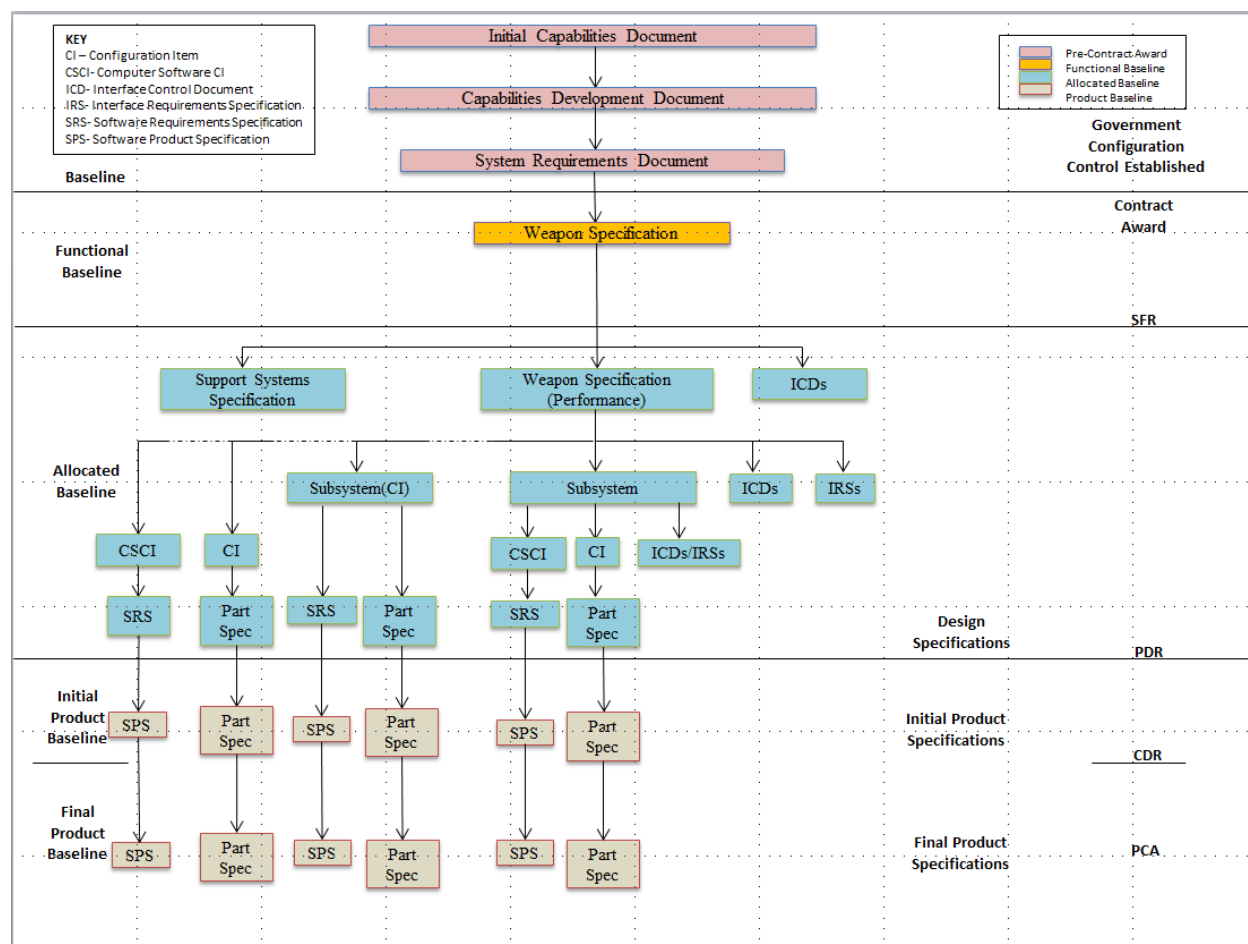 KEY
CI – Configuration Item
CSCI- Computer Software CI
ICD- Interface Control Document
IRS- Interface Requirements Specification
SRS- Software Requirements Specification
SPS- Software Product Specification
Initial Capabilities Document
Pre-Contract Award
Functional Baseline
Allocated Baseline
Product Baseline
Capabilities Development Document
Government
Configuration
Control Established
System Requirements Document
Baseline
Contract
Award
Weapon Specification
Functional
Baseline
SFR
Support Systems
Specification
Weapon Specification
(Performance)
ICDs
Allocated
Baseline
Subsystem(CI)
Subsystem
ICDs
IRSs
CSCI
CI
CSCI
CI
ICDs/IRSs
SRS
Part
Spec
SRS
Part
Spec
SRS
Part
Spec
Design
Specifications
PDR
Initial
Product
Baseline
SPS
Part
Spec
SPS
Part
Spec
SPS
Part
Spec
Initial Product
Specifications
CDR
Final
Product
Baseline
SPS
Part
Spec
SPS
Part
Spec
SPS
Part
Spec
Final Product
Specifications
PCA